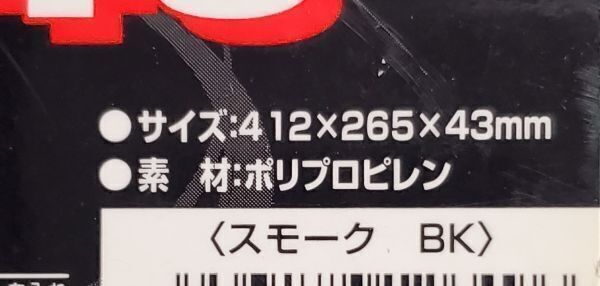 ●サイズ:412×265×43mm
●素　材:ポリプロピレン
〈スモーク　BK〉